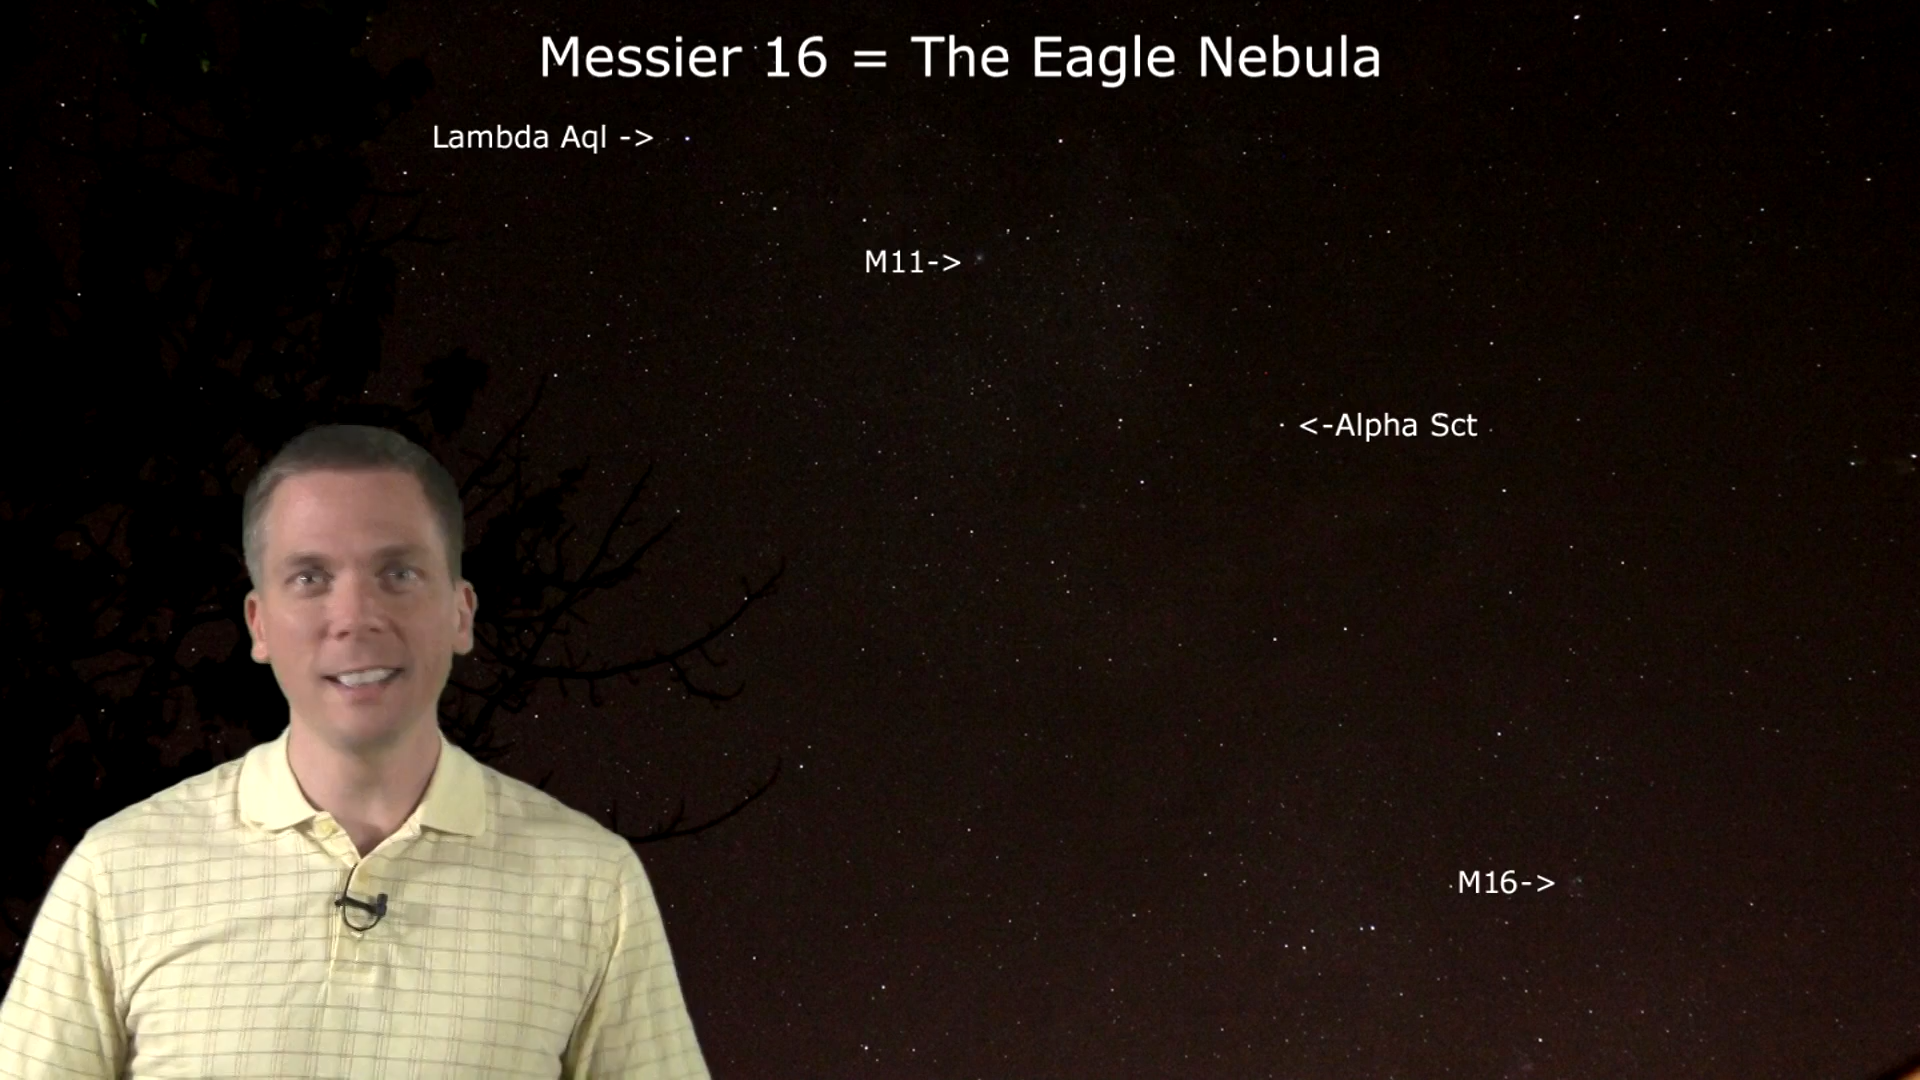 Messier 16 = The Eagle Nebula
Lambda Aql ->
M11->
<-Alpha Sct
M16->